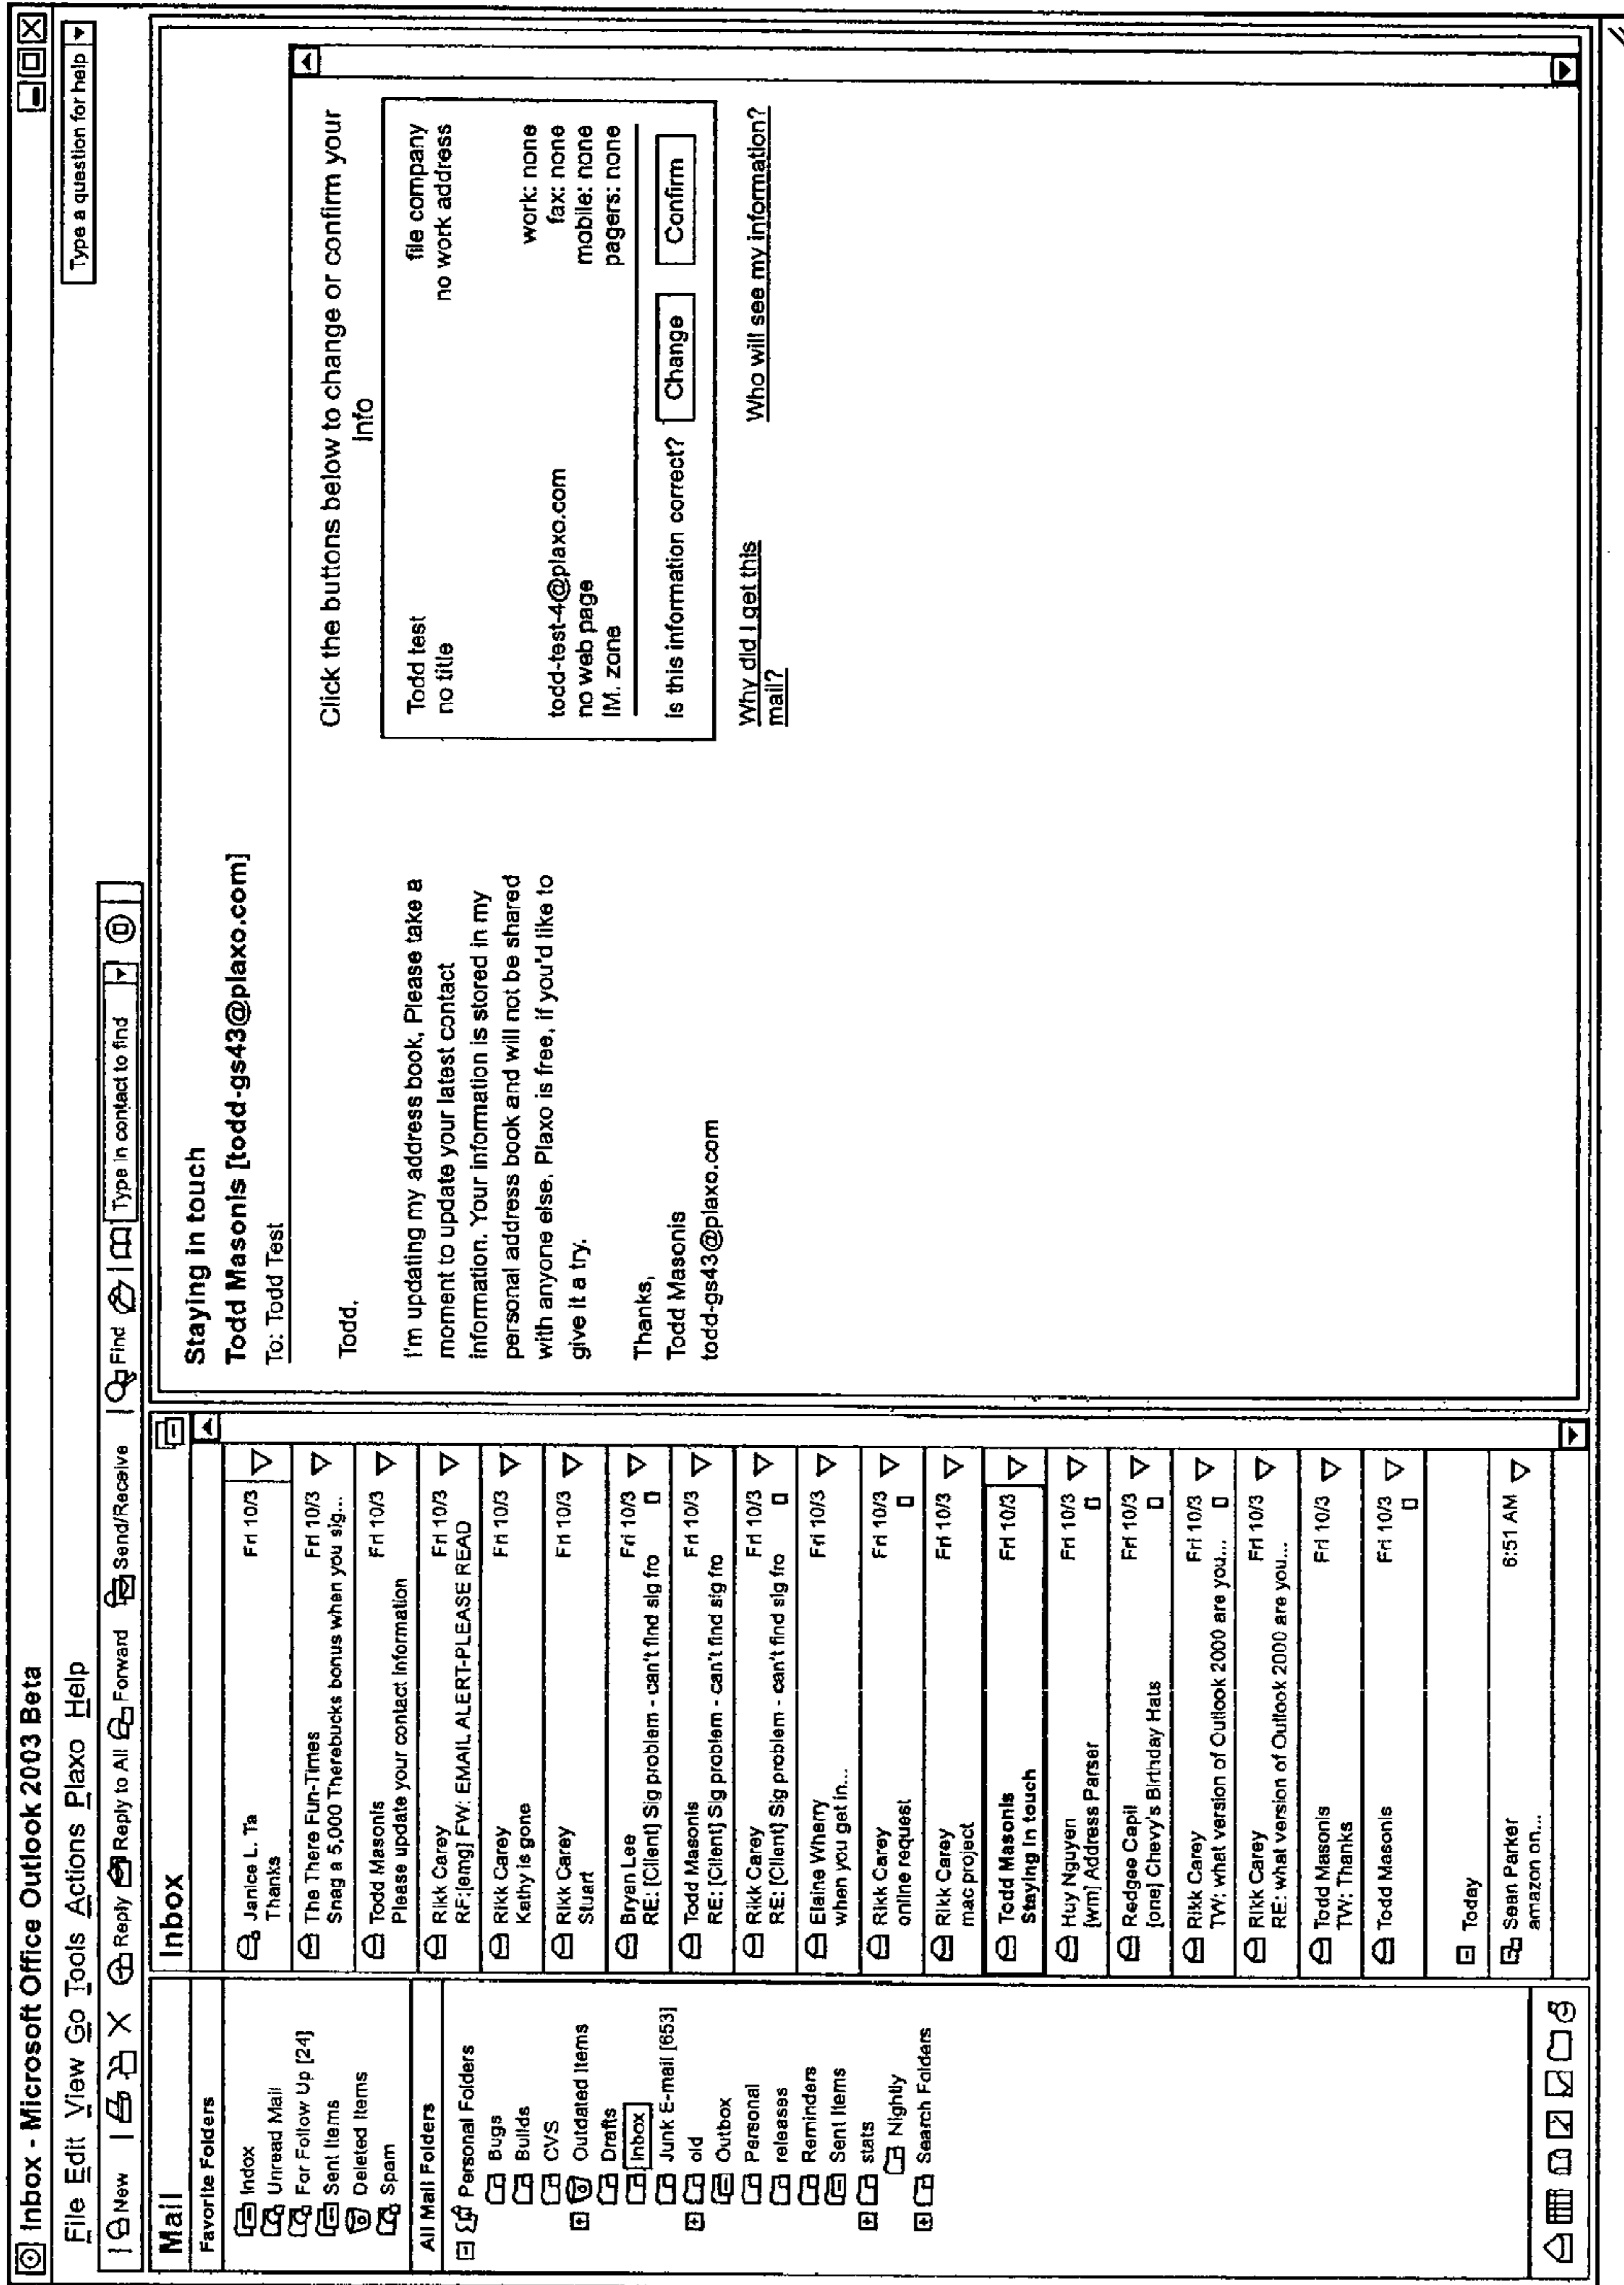 Inbox - Microsoft Office Outlook 2003 Beta
File Edit View Go Tools Actions Plaxo Help
Type a question for help
New Reply Reply to All Forward Send/Receive Find Type in contact to find
Mail
Favorite Folders
Indox
Unread Mail
For Follow Up [24]
Sent Items
Deleted Items
Spam
All Mail Folders
Personal Folders
Bugs
Builds
CVS
Outdated Items
Drafts
Inbox
Junk E-mail [653]
old
Outbox
Personal
releases
Reminders
Sent Items
stats
Nightly
Search Folders
Inbox
Janice L. Ta Fri 10/3
Thanks
The There Fun-Times Fri 10/3
Snag a 5,000 Therebucks bonus when you sig...
Todd Masonis Fri 10/3
Please update your contact Information
Rikk Carey Fri 10/3
RF:[emg] FW: EMAIL ALERT-PLEASE READ
Rikk Carey Fri 10/3
Kathy is gone
Rikk Carey Fri 10/3
Stuart
Bryan Lee Fri 10/3
RE: [Client] Sig problem - can't find sig fro
Todd Masonis Fri 10/3
RE: [Client] Sig problem - can't find sig fro
Rikk Carey Fri 10/3
RE: [Client] Sig problem - can't find sig fro
Elaine Wherry Fri 10/3
when you get in...
Rikk Carey Fri 10/3
online request
Rikk Carey Fri 10/3
mac project
Todd Masonis Fri 10/3
Staying in touch
Huy Nguyen Fri 10/3
[wm] Address Parser
Redgee Capil Fri 10/3
[one] Chevy's Birthday Hats
Rikk Carey Fri 10/3
TW: what version of Outlook 2000 are you...
Rikk Carey Fri 10/3
RE: what version of Outlook 2000 are you...
Todd Masonis Fri 10/3
TW: Thanks
Todd Masonis Fri 10/3
Today
Sean Parker 6:51 AM
amazon on...
Staying in touch
Todd Masonis [todd-gs43@plaxo.com]
To: Todd Test
Todd,
I'm updating my address book, Please take a
moment to update your latest contact
information. Your information is stored in my
personal address book and will not be shared
with anyone else. Plaxo is free, if you'd like to
give it a try.
Thanks,
Todd Masonis
todd-gs43@plaxo.com
Click the buttons below to change or confirm your
Info
Todd test file company
no title no work address
work: none
todd-test-4@plaxo.com fax: none
no web page mobile: none
IM. zone pagers: none
is this information correct? Change Confirm
Why did I get this
mail?
Who will see my information?